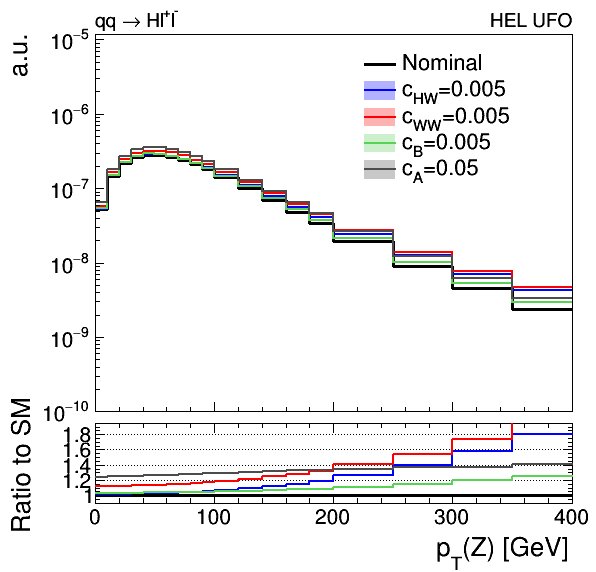 qq → Hl⁺l⁻ HEL UFO
a.u.
10⁻⁵
10⁻⁶
10⁻⁷
10⁻⁸
10⁻⁹
10⁻¹⁰
Nominal
c_HW=0.005
c_WW=0.005
c_B=0.005
c_A=0.05
Ratio to SM
1.8
1.6
1.4
1.2
1
0 100 200 300 400
p_T(Z) [GeV]